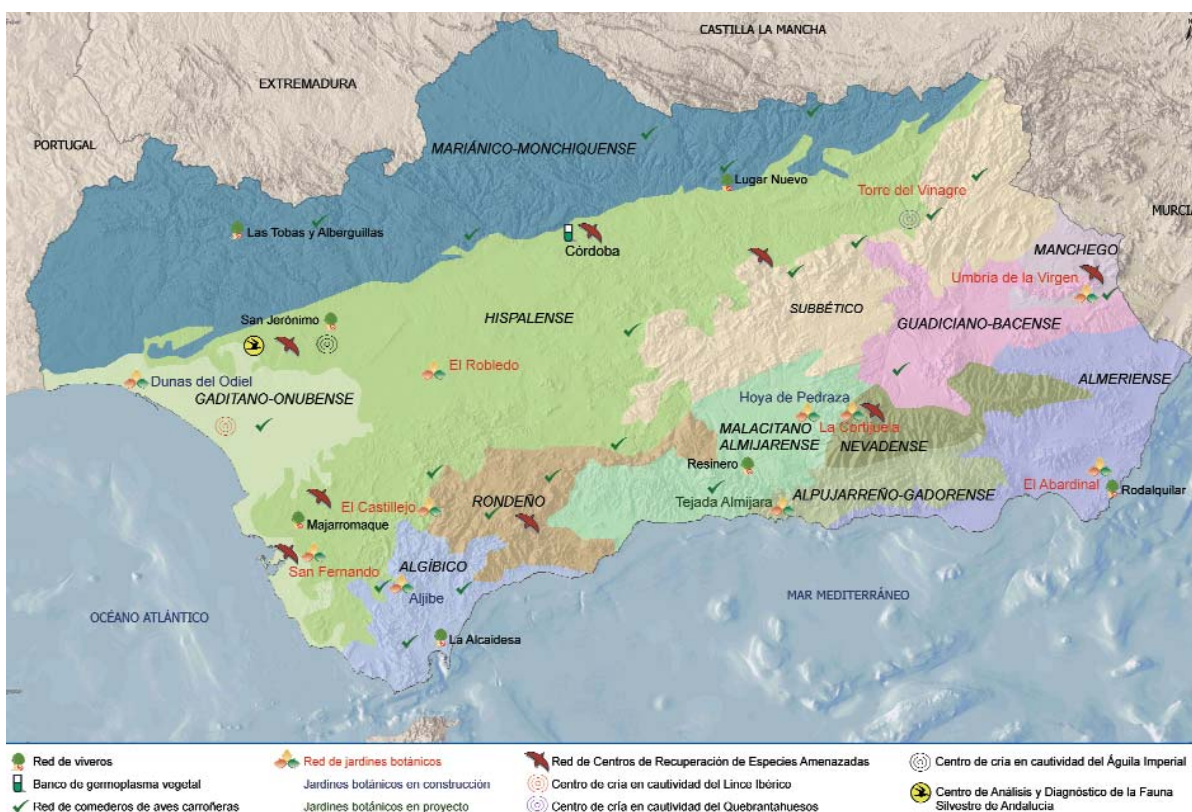 CASTILLA LA MANCHA
EXTREMADURA
PORTUGAL
MARIÁNICO-MONCHIQUENSE
Lugar Nuevo
Torre del Vinagre
MURCIA
Las Tobas y Alberguillas
Córdoba
MANCHEGO
Umbria de la Virgen
SUBBÉTICO
San Jerónimo
HISPALENSE
GUADICIANO-BACENSE
El Robledo
Dunas del Odiel
ALMERIENSE
GADITANO-ONUBENSE
Hoya de Pedraza
MALACITANO
ALMIJARENSE
La Cortijuela
NEVADENSE
Resinero
El Castillejo
RONDEÑO
Tejada Almijara
ALPUJARREÑO-GADORENSE
El Abardinal
Rodalquilar
Majarromaque
San Fernando
ALGÍBICO
Aljibe
MAR MEDITERRÁNEO
OCÉANO ATLÁNTICO
La Alcaidesa
Red de viveros
Banco de germoplasma vegetal
Red de comederos de aves carroñeras
Red de jardines botánicos
Jardines botánicos en construcción
Jardines botánicos en proyecto
Red de Centros de Recuperación de Especies Amenazadas
Centro de cria en cautividad del Lince Ibérico
Centro de cría en cautividad del Quebrantahuesos
Centro de cría en cautividad del Águila Imperial
Centro de Análisis y Diagnóstico de la Fauna
Silvestre de Andalucia